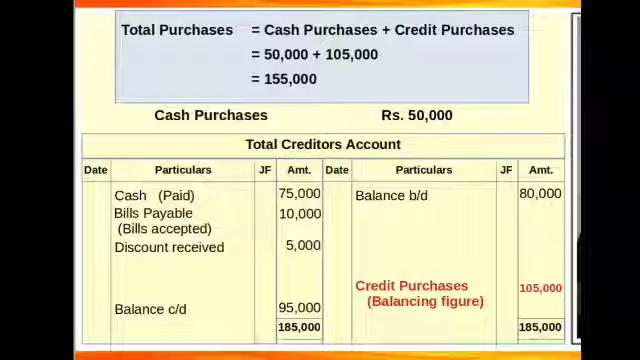 Total Purchases = Cash Purchases + Credit Purchases
= 50,000 + 105,000
= 155,000
Cash Purchases Rs. 50,000
Total Creditors Account
Date Particulars JF Amt. Date Particulars JF Amt.
Cash (Paid) 75,000 Balance b/d 80,000
Bills Payable 10,000
(Bills accepted)
Discount received 5,000
Credit Purchases 105,000
(Balancing figure)
Balance c/d 95,000
185,000 185,000